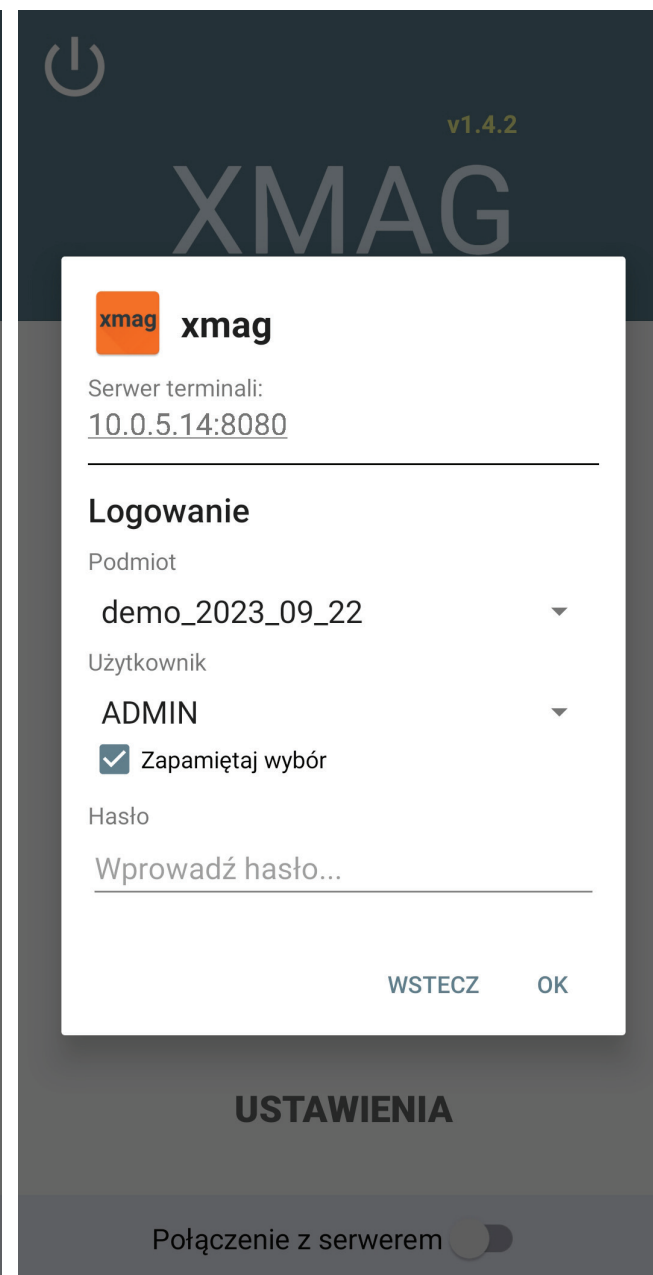 v1.4.2
XMAG
xmag xmag
Serwer terminali:
10.0.5.14:8080
Logowanie
Podmiot
demo_2023_09_22
Użytkownik
ADMIN
Zapamiętaj wybór
Hasło
Wprowadź hasło...
WSTECZ OK
USTAWIENIA
Połączenie z serwerem